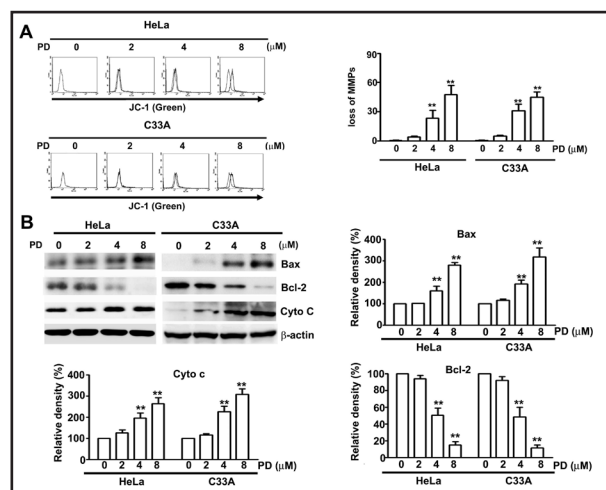 A
HeLa
PD 0 2 4 8 (μM)
JC-1 (Green)
C33A
PD 0 2 4 8 (μM)
JC-1 (Green)
loss of MMPs
90
60
30
0
** ** ** **
0 2 4 8 0 2 4 8 PD (μM)
HeLa C33A
B
HeLa C33A
PD 0 2 4 8 0 2 4 8 (μM)
Bax
Bcl-2
Cyto C
β-actin
Bax
Relative density (%)
400
300
200
100
0
** ** ** **
0 2 4 8 0 2 4 8 PD (μM)
HeLa C33A
Cyto c
Relative density (%)
400
300
200
100
0
** ** ** **
0 2 4 8 0 2 4 8 PD (μM)
HeLa C33A
Bcl-2
Relative density (%)
100
80
60
40
20
0
** ** ** **
0 2 4 8 0 2 4 8 PD (μM)
HeLa C33A